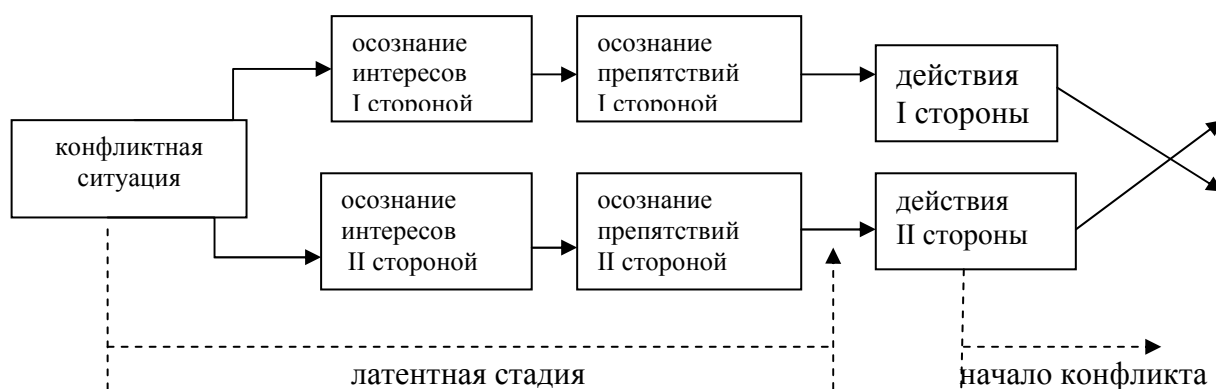 осознание
интересов
I стороной
осознание
препятствий
I стороной
действия
I стороны
конфликтная
ситуация
осознание
интересов
II стороной
осознание
препятствий
II стороной
действия
II стороны
латентная стадия
начало конфликта